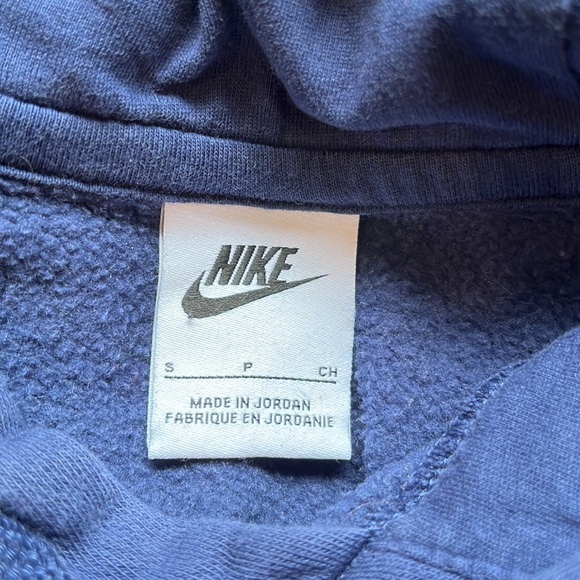 NIKE
S P CH
MADE IN JORDAN
FABRIQUE EN JORDANIE